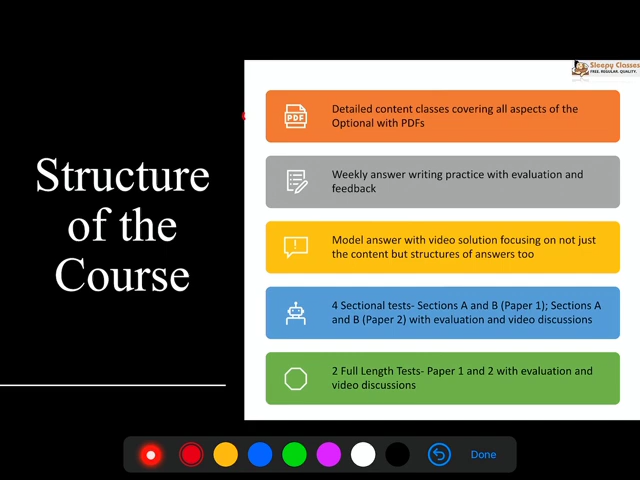 Sleepy Classes
FREE. REGULAR. QUALITY.
Structure
of the
Course
PDF
Detailed content classes covering all aspects of the
Optional with PDFs
Weekly answer writing practice with evaluation and
feedback
Model answer with video solution focusing on not just
the content but structures of answers too
4 Sectional tests- Sections A and B (Paper 1); Sections A
and B (Paper 2) with evaluation and video discussions
2 Full Length Tests- Paper 1 and 2 with evaluation and
video discussions
Done